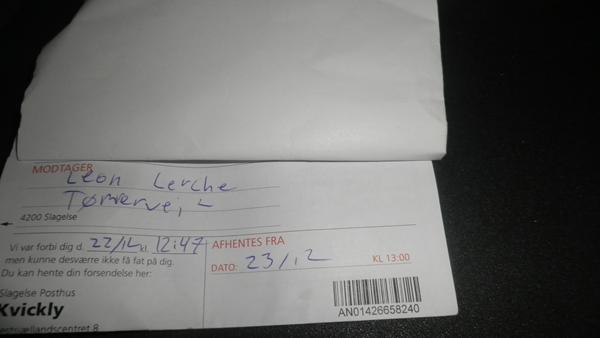 MODTAGER
Leon Lerche
4200 Slagelse
Vi var forbi dig d. 22/12 kl. 12:47
men kunne desværre ikke få fat på dig.
Du kan hente din forsendelse her:
Slagelse Posthus
Kvickly
AFHENTES FRA
DATO: 23/12 KL 13:00
AN01426658240